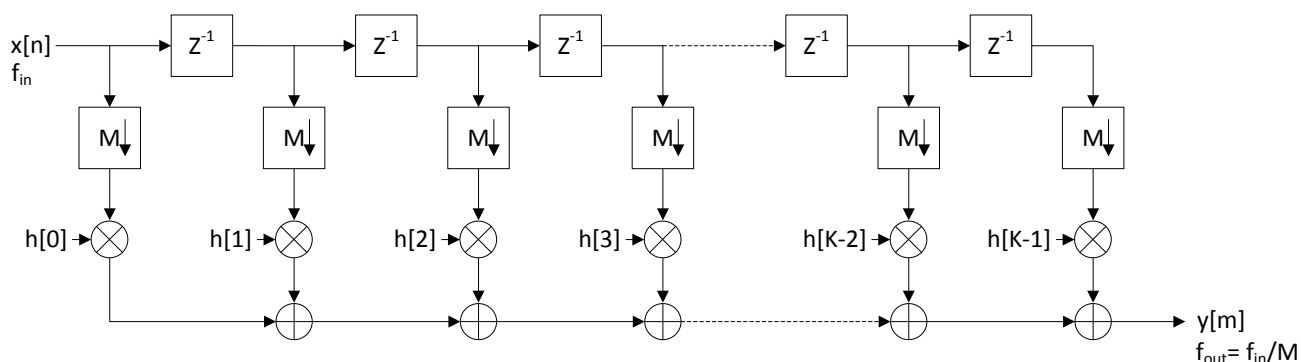 x[n]
f_in
Z^-1 Z^-1 Z^-1 Z^-1 Z^-1
M M M M M M
h[0] h[1] h[2] h[3] h[K-2] h[K-1]
y[m]
f_out= f_in/M